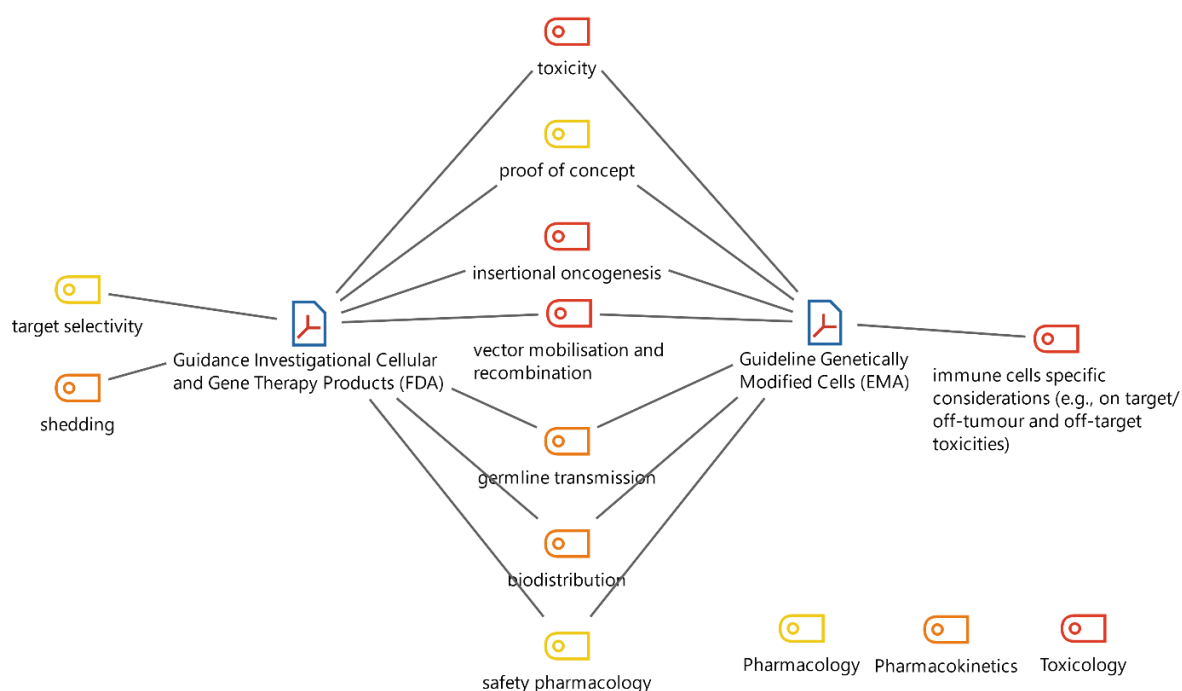 toxicity
proof of concept
insertional oncogenesis
target selectivity
Guidance Investigational Cellular
and Gene Therapy Products (FDA)
vector mobilisation and
recombination
Guideline Genetically
Modified Cells (EMA)
immune cells specific
considerations (e.g., on target/
off-tumour and off-target
toxicities)
shedding
germline transmission
biodistribution
safety pharmacology
Pharmacology
Pharmacokinetics
Toxicology